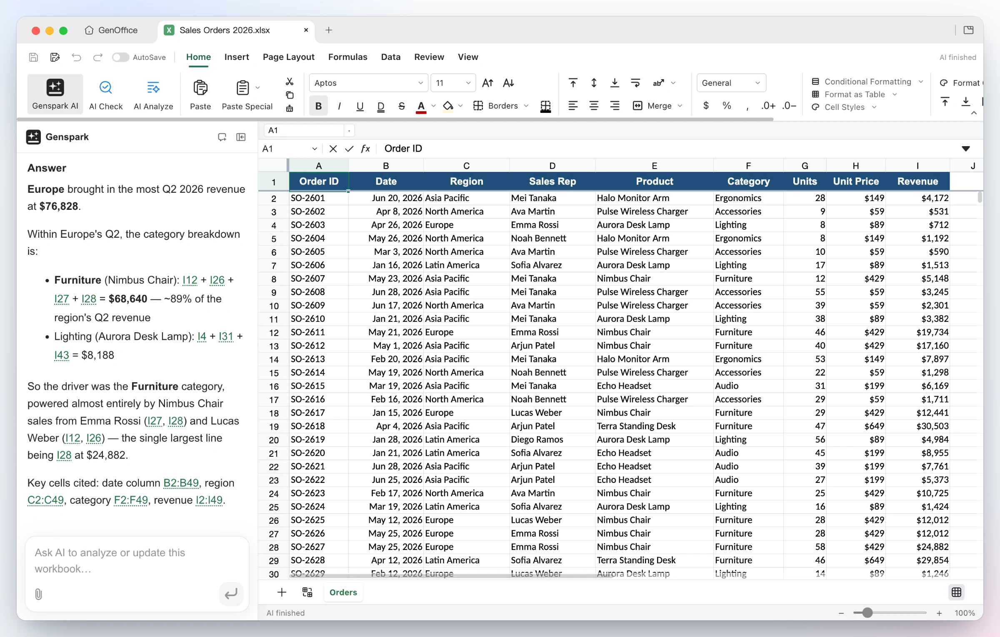 GenOffice
Sales Orders 2026.xlsx
AutoSave
Home Insert Page Layout Formulas Data Review View
AI finished
Genspark AI
AI Check
AI Analyze
Paste
Paste Special
Aptos
11
General
Borders
Merge
Conditional Formatting
Format as Table
Cell Styles
Format
Genspark
Answer
Europe brought in the most Q2 2026 revenue
at $76,828.
Within Europe's Q2, the category breakdown
is:
• Furniture (Nimbus Chair): I12 + I26 +
I27 + I28 = $68,640 — ~89% of the
region's Q2 revenue
• Lighting (Aurora Desk Lamp): I4 + I31 +
I43 = $8,188
So the driver was the Furniture category,
powered almost entirely by Nimbus Chair
sales from Emma Rossi (I27, I28) and Lucas
Weber (I12, I26) — the single largest line
being I28 at $24,882.
Key cells cited: date column B2:B49, region
C2:C49, category F2:F49, revenue I2:I49.
Ask AI to analyze or update this
workbook…
A1
A1 fx Order ID
A B C D E F G H I J
1 Order ID Date Region Sales Rep Product Category Units Unit Price Revenue
2 SO-2601 Jun 20, 2026 Asia Pacific Mei Tanaka Halo Monitor Arm Ergonomics 28 $149 $4,172
3 SO-2602 Apr 8, 2026 North America Ava Martin Pulse Wireless Charger Accessories 9 $59 $531
4 SO-2603 Apr 26, 2026 Europe Emma Rossi Aurora Desk Lamp Lighting 8 $89 $712
5 SO-2604 May 26, 2026 North America Noah Bennett Halo Monitor Arm Ergonomics 8 $149 $1,192
6 SO-2605 Mar 3, 2026 North America Ava Martin Pulse Wireless Charger Accessories 10 $59 $590
7 SO-2606 Jan 16, 2026 Latin America Sofia Alvarez Aurora Desk Lamp Lighting 17 $89 $1,513
8 SO-2607 May 23, 2026 Asia Pacific Mei Tanaka Nimbus Chair Furniture 12 $429 $5,148
9 SO-2608 Jun 28, 2026 Asia Pacific Mei Tanaka Pulse Wireless Charger Accessories 55 $59 $3,245
10 SO-2609 Jun 17, 2026 North America Ava Martin Pulse Wireless Charger Accessories 39 $59 $2,301
11 SO-2610 Jan 21, 2026 Asia Pacific Mei Tanaka Aurora Desk Lamp Lighting 38 $89 $3,382
12 SO-2611 May 21, 2026 Europe Emma Rossi Nimbus Chair Furniture 46 $429 $19,734
13 SO-2612 May 1, 2026 Asia Pacific Arjun Patel Nimbus Chair Furniture 40 $429 $17,160
14 SO-2613 Feb 20, 2026 Asia Pacific Mei Tanaka Halo Monitor Arm Ergonomics 53 $149 $7,897
15 SO-2614 May 19, 2026 North America Noah Bennett Pulse Wireless Charger Accessories 22 $59 $1,298
16 SO-2615 Mar 19, 2026 Asia Pacific Mei Tanaka Echo Headset Audio 31 $199 $6,169
17 SO-2616 Feb 16, 2026 North America Noah Bennett Pulse Wireless Charger Accessories 29 $59 $1,711
18 SO-2617 Jan 15, 2026 Europe Lucas Weber Nimbus Chair Furniture 29 $429 $12,441
19 SO-2618 Apr 4, 2026 Asia Pacific Arjun Patel Terra Standing Desk Furniture 47 $649 $30,503
20 SO-2619 Jan 28, 2026 Latin America Diego Ramos Aurora Desk Lamp Lighting 56 $89 $4,984
21 SO-2620 Jan 21, 2026 Latin America Sofia Alvarez Echo Headset Audio 45 $199 $8,955
22 SO-2621 Jun 28, 2026 Asia Pacific Arjun Patel Echo Headset Audio 39 $199 $7,761
23 SO-2622 Jun 25, 2026 Asia Pacific Arjun Patel Echo Headset Audio 27 $199 $5,373
24 SO-2623 Feb 17, 2026 North America Ava Martin Nimbus Chair Furniture 25 $429 $10,725
25 SO-2624 Mar 19, 2026 Latin America Sofia Alvarez Aurora Desk Lamp Lighting 16 $89 $1,424
26 SO-2625 May 12, 2026 Europe Lucas Weber Nimbus Chair Furniture 28 $429 $12,012
27 SO-2626 May 25, 2026 Europe Emma Rossi Nimbus Chair Furniture 28 $429 $12,012
28 SO-2627 May 25, 2026 Europe Emma Rossi Nimbus Chair Furniture 58 $429 $24,882
29 SO-2628 Apr 12, 2026 Latin America Sofia Alvarez Terra Standing Desk Furniture 46 $649 $29,854
30 SO-2629 Feb 12, 2026 Europe Lucas Weber Aurora Desk Lamp Lighting 14 $89 $1,246
Orders
AI finished
100%